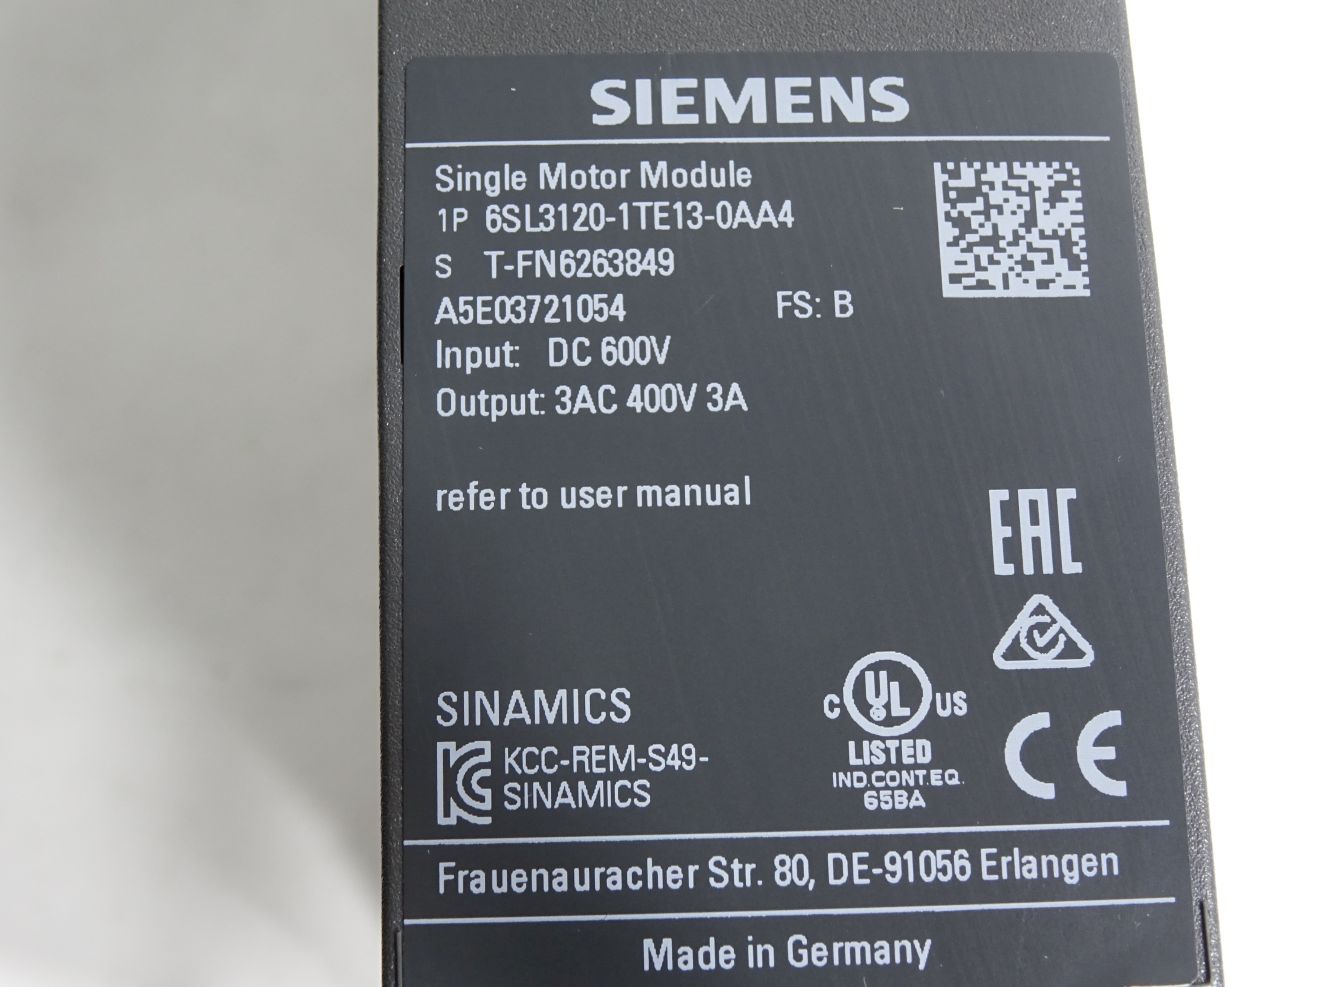 SIEMENS
Single Motor Module
1P 6SL3120-1TE13-0AA4
S T-FN6263849
A5E03721054 FS: B
Input: DC 600V
Output: 3AC 400V 3A
refer to user manual
EAC
SINAMICS
KCC-REM-S49-
SINAMICS
c UL US
LISTED
IND.CONT.EQ.
65BA
CE
Frauenauracher Str. 80, DE-91056 Erlangen
Made in Germany